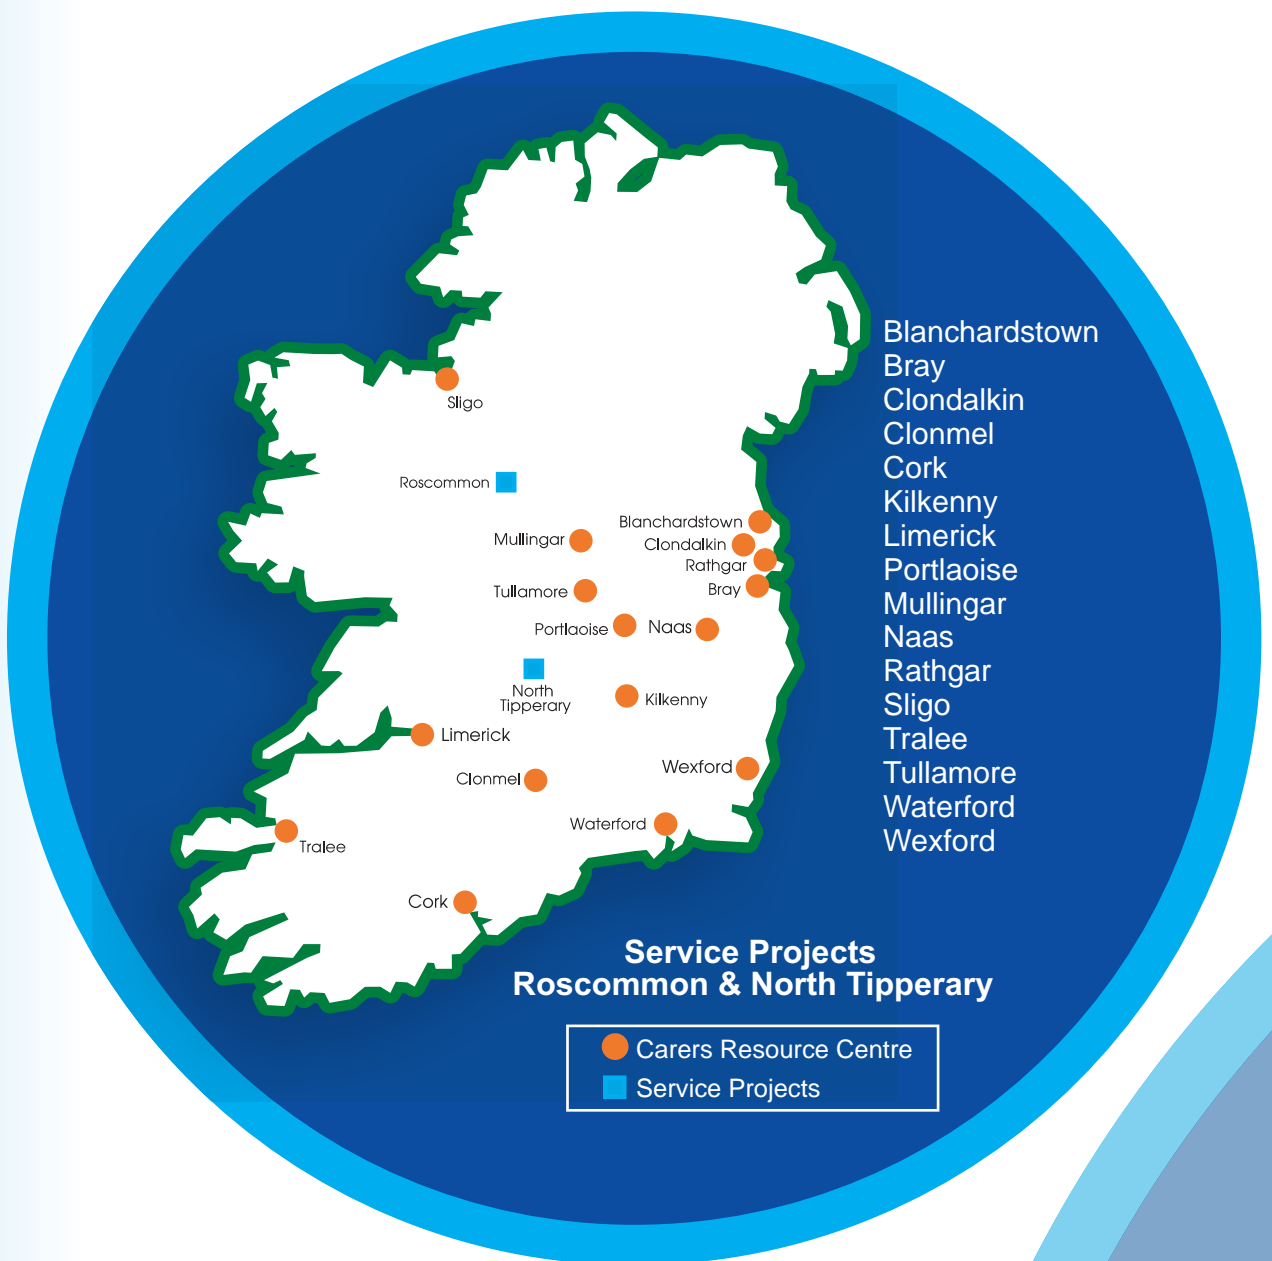 Sligo
Roscommon
Mullingar
Tullamore
Portlaoise
Blanchardstown
Clondalkin
Rathgar
Bray
Naas
North
Tipperary
Kilkenny
Limerick
Clonmel
Wexford
Waterford
Tralee
Cork
Blanchardstown
Bray
Clondalkin
Clonmel
Cork
Kilkenny
Limerick
Portlaoise
Mullingar
Naas
Rathgar
Sligo
Tralee
Tullamore
Waterford
Wexford
Service Projects
Roscommon & North Tipperary
Carers Resource Centre
Service Projects